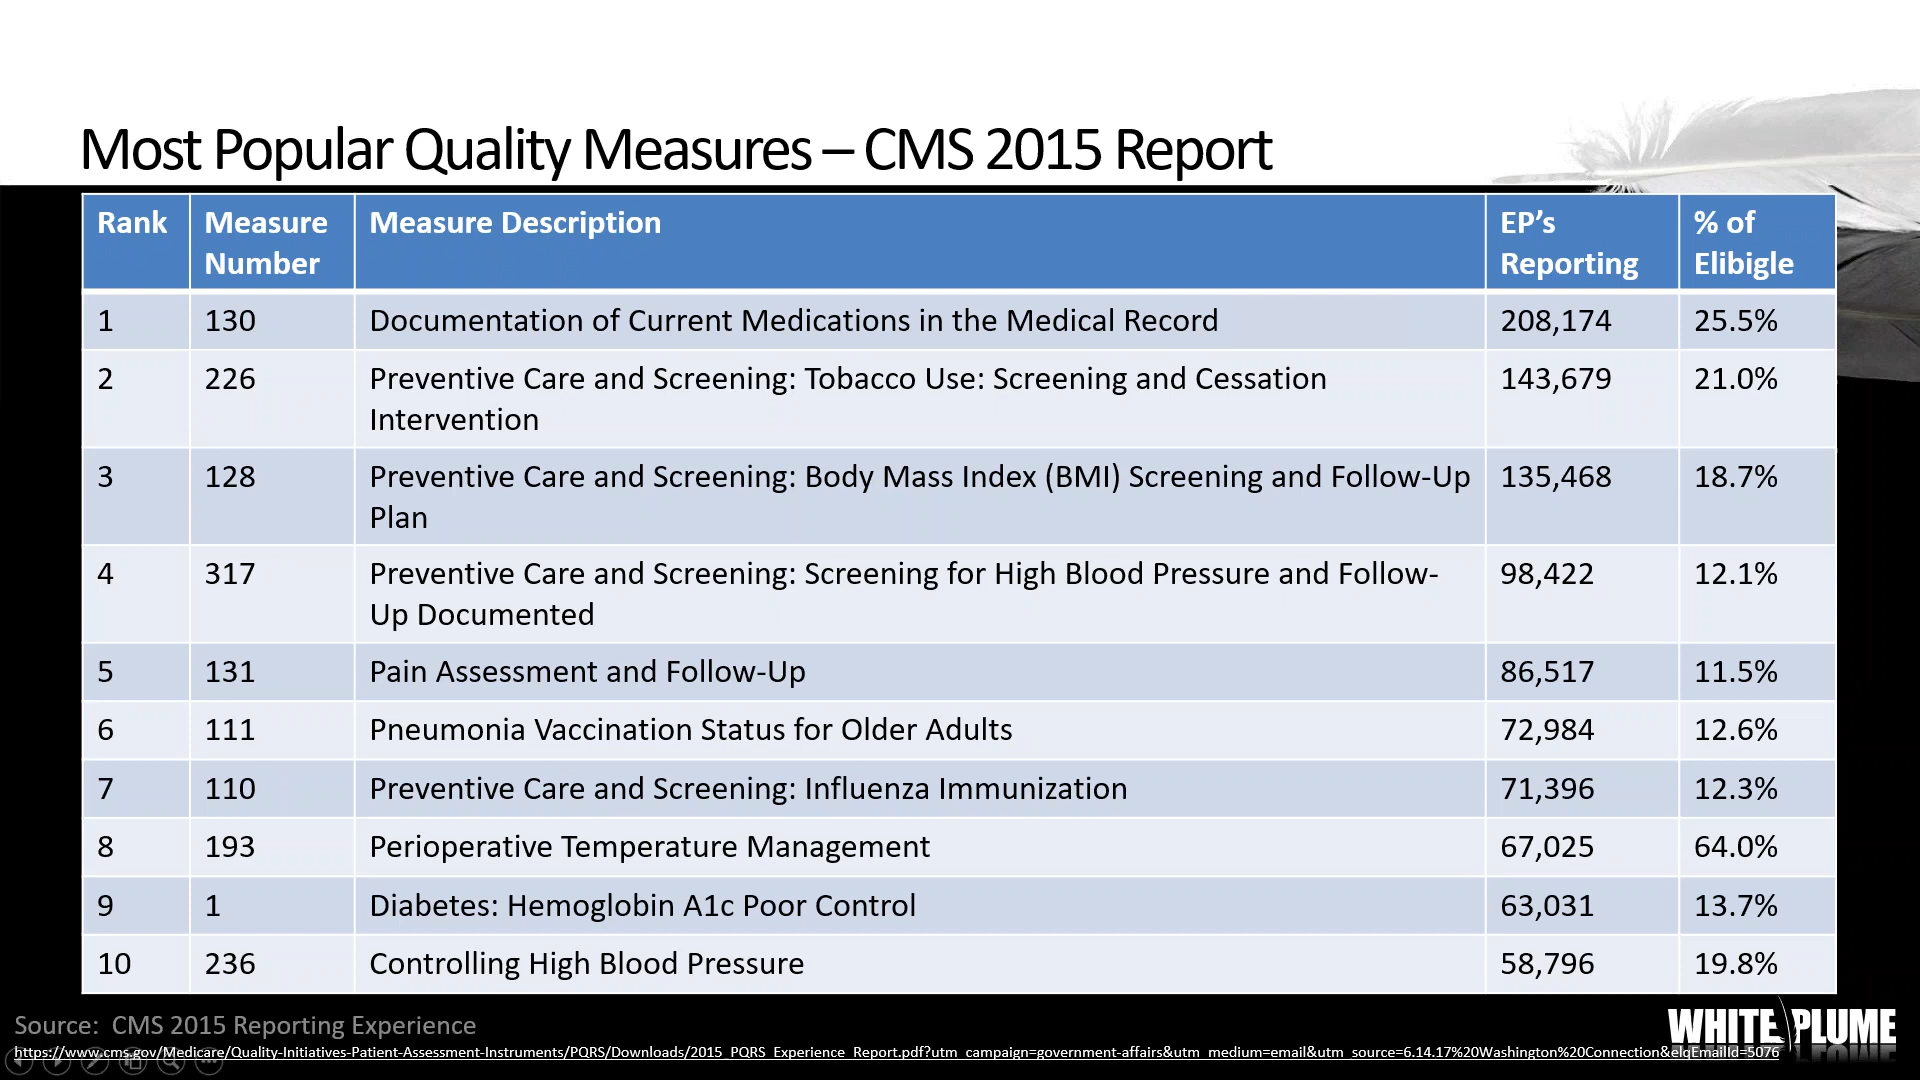 Most Popular Quality Measures – CMS 2015 Report
Rank Measure Number Measure Description EP’s Reporting % of Elibigle
1 130 Documentation of Current Medications in the Medical Record 208,174 25.5%
2 226 Preventive Care and Screening: Tobacco Use: Screening and Cessation Intervention 143,679 21.0%
3 128 Preventive Care and Screening: Body Mass Index (BMI) Screening and Follow-Up Plan 135,468 18.7%
4 317 Preventive Care and Screening: Screening for High Blood Pressure and Follow-Up Documented 98,422 12.1%
5 131 Pain Assessment and Follow-Up 86,517 11.5%
6 111 Pneumonia Vaccination Status for Older Adults 72,984 12.6%
7 110 Preventive Care and Screening: Influenza Immunization 71,396 12.3%
8 193 Perioperative Temperature Management 67,025 64.0%
9 1 Diabetes: Hemoglobin A1c Poor Control 63,031 13.7%
10 236 Controlling High Blood Pressure 58,796 19.8%
Source: CMS 2015 Reporting Experience
https://www.cms.gov/Medicare/Quality-Initiatives-Patient-Assessment-Instruments/PQRS/Downloads/2015_PQRS_Experience_Report.pdf?utm_campaign=government-affairs&utm_medium=email&utm_source=6.14.17%20Washington%20Connection&elqEmailId=5076
WHITE PLUME